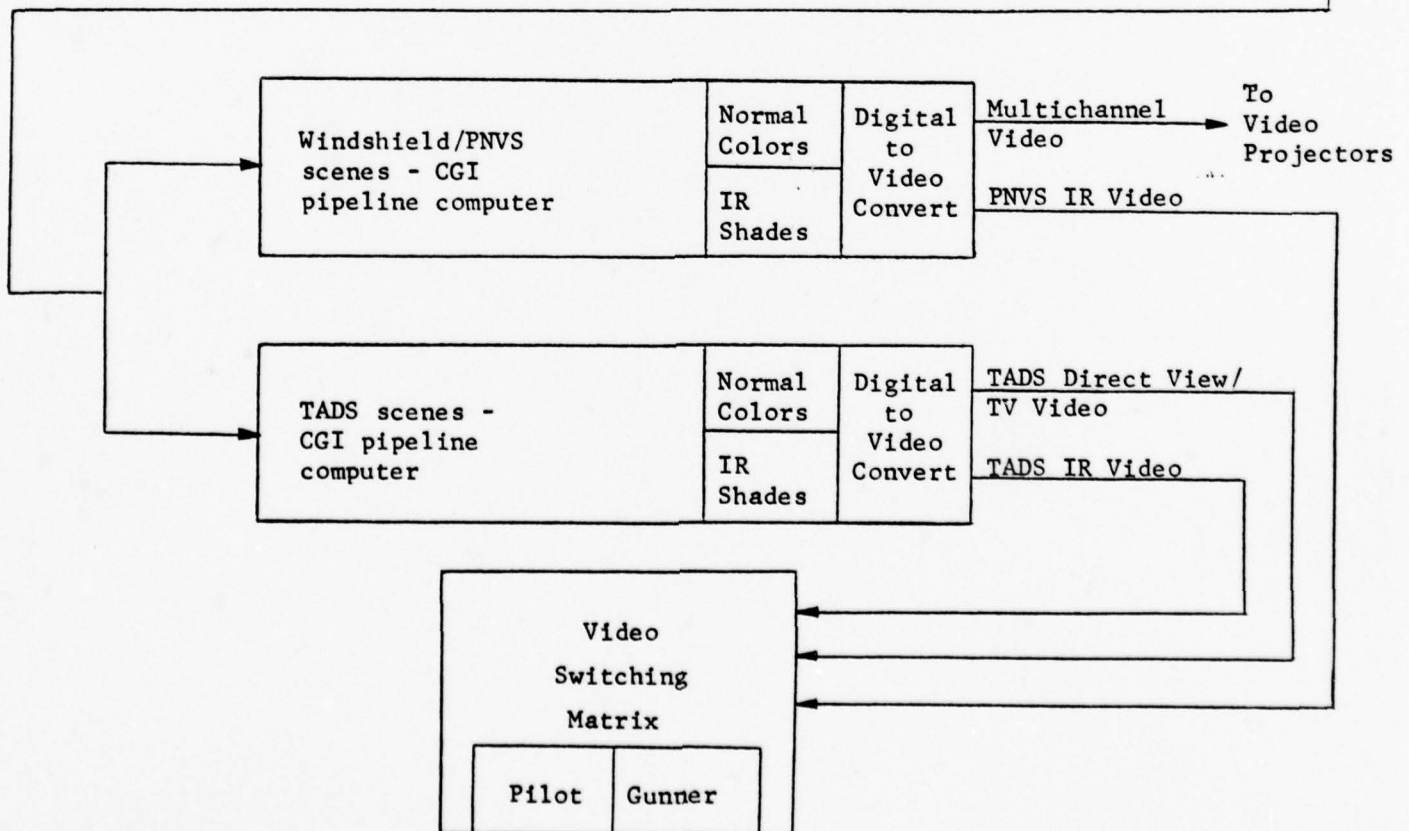 Windshield/PNVS
scenes - CGI
pipeline computer
Normal
Colors
IR
Shades
Digital
to
Video
Convert
Multichannel
Video
To
Video
Projectors
PNVS IR Video
TADS scenes -
CGI pipeline
computer
Normal
Colors
IR
Shades
Digital
to
Video
Convert
TADS Direct View/
TV Video
TADS IR Video
Video
Switching
Matrix
Pilot
Gunner